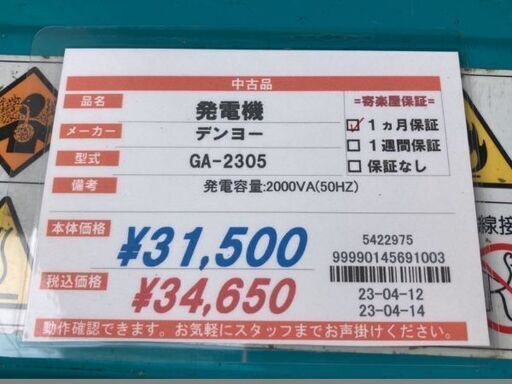 中古品
品名 発電機
メーカー デンヨー
型式 GA-2305
備考 発電容量:2000VA(50HZ)
=喜楽屋保証=
☑1ヵ月保証
□1週間保証
□保証なし
本体価格 ¥31,500
税込価格 ¥34,650
5422975
99990145691003
23-04-12
23-04-14
動作確認できます。お気軽にスタッフまでお声掛けください。
線接